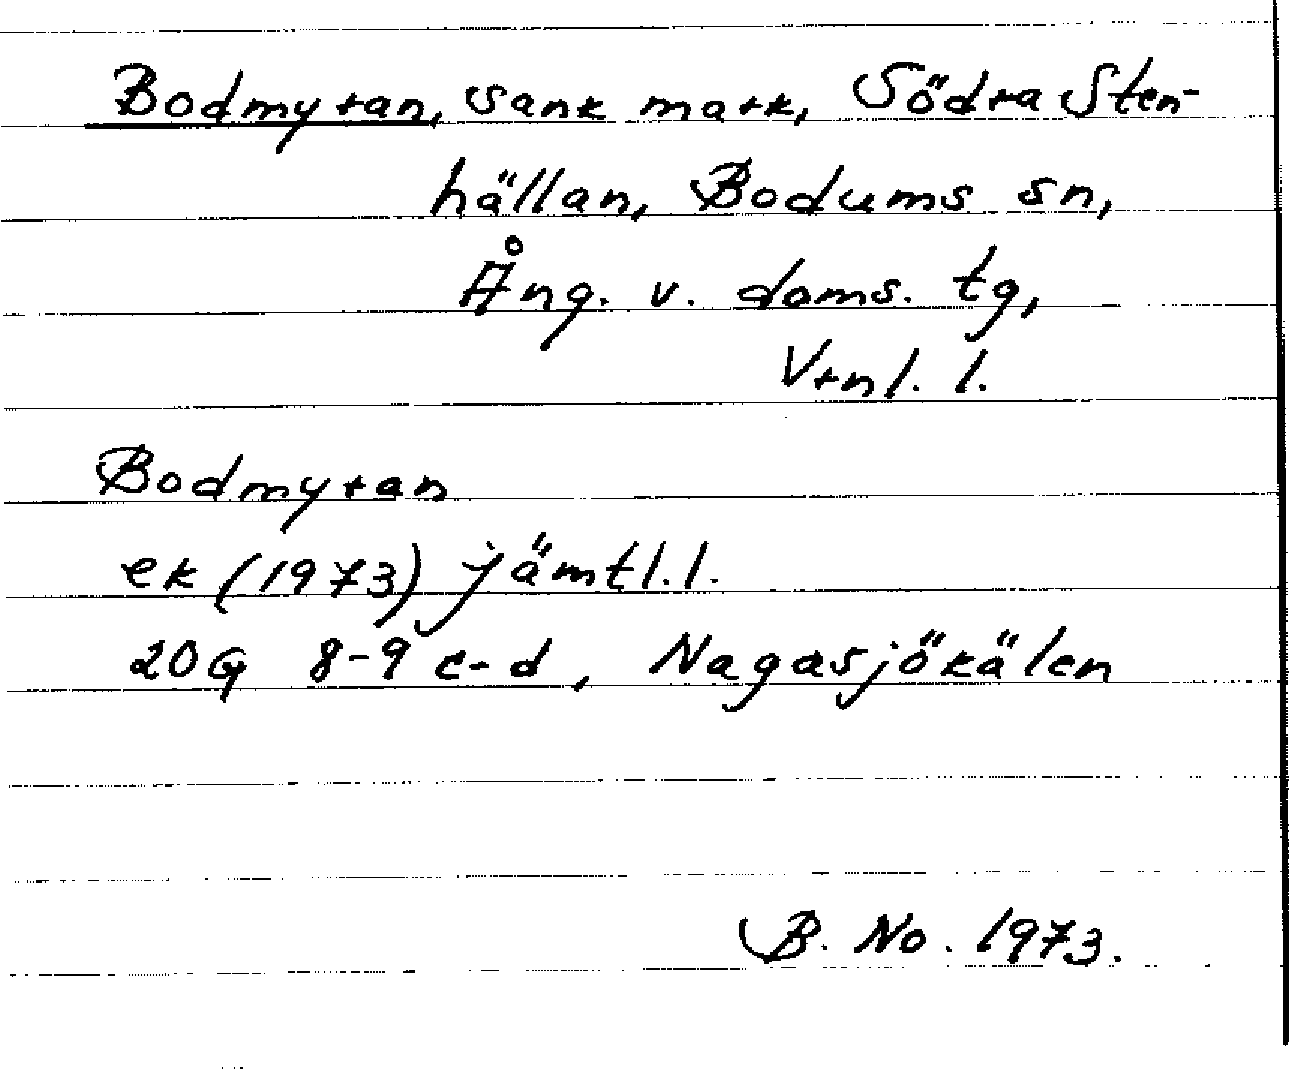 Bodmyran, sank mark, Södra Sten-
hällan, Bodums sn,
Ång. v. doms. tg,
Vrnl. l.
Bodmyran
ek (1973) jämtl. l.
20G 8-9 c-d, Nagasjökälen
B. No. 1973.